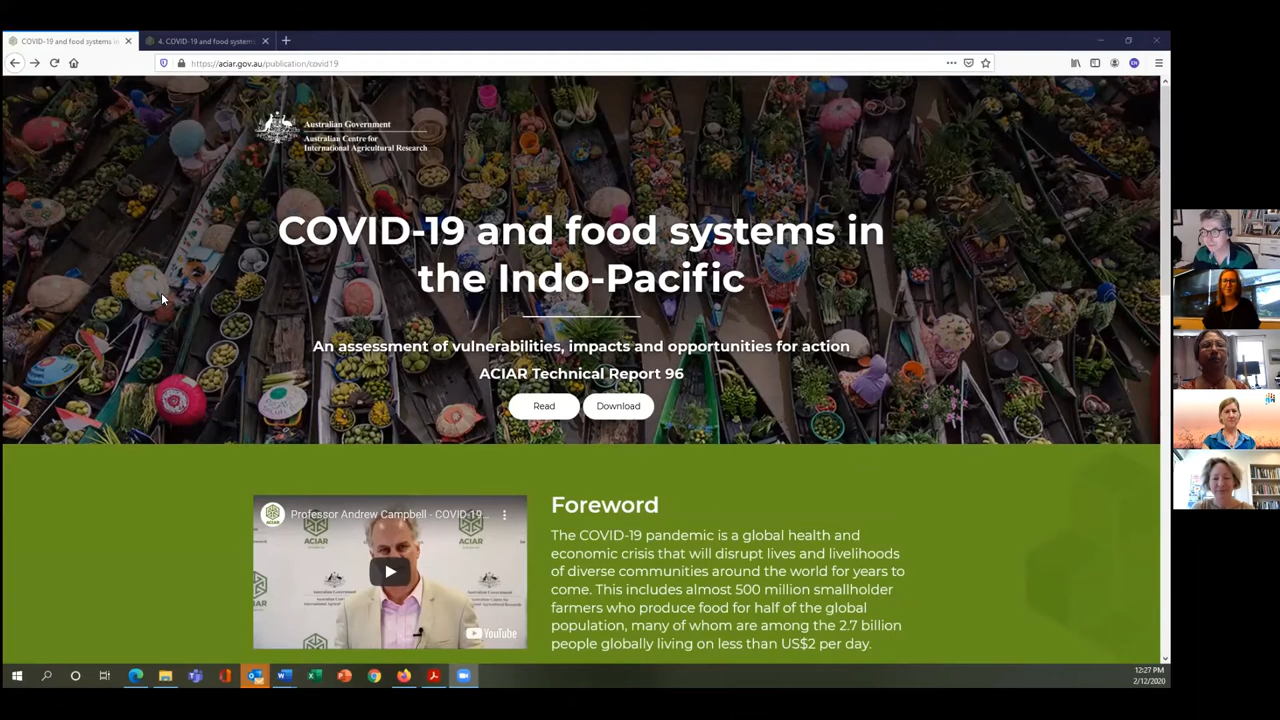 COVID-19 and food systems in
4. COVID-19 and food systems
https://aciar.gov.au/publication/covid19
Australian Government
Australian Centre for
International Agricultural Research
COVID-19 and food systems in
the Indo-Pacific
An assessment of vulnerabilities, impacts and opportunities for action
ACIAR Technical Report 96
Read
Download
Professor Andrew Campbell - COVID-19...
ACIAR
ACIAR
ACIAR
YouTube
Foreword
The COVID-19 pandemic is a global health and
economic crisis that will disrupt lives and livelihoods
of diverse communities around the world for years to
come. This includes almost 500 million smallholder
farmers who produce food for half of the global
population, many of whom are among the 2.7 billion
people globally living on less than US$2 per day.
12:27 PM
2/12/2020